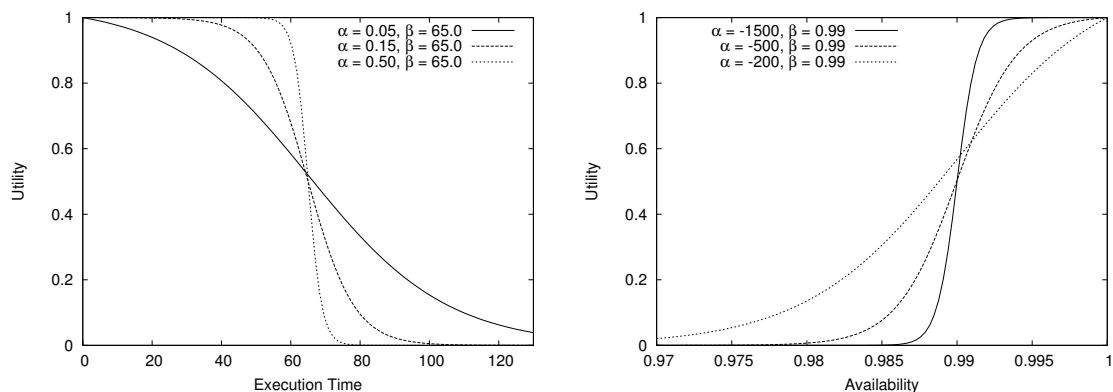 1
0.8
0.6
0.4
0.2
0
Utility
0 20 40 60 80 100 120
Execution Time
α = 0.05, β = 65.0
α = 0.15, β = 65.0
α = 0.50, β = 65.0
1
0.8
0.6
0.4
0.2
0
Utility
0.97 0.975 0.98 0.985 0.99 0.995 1
Availability
α = -1500, β = 0.99
α = -500, β = 0.99
α = -200, β = 0.99